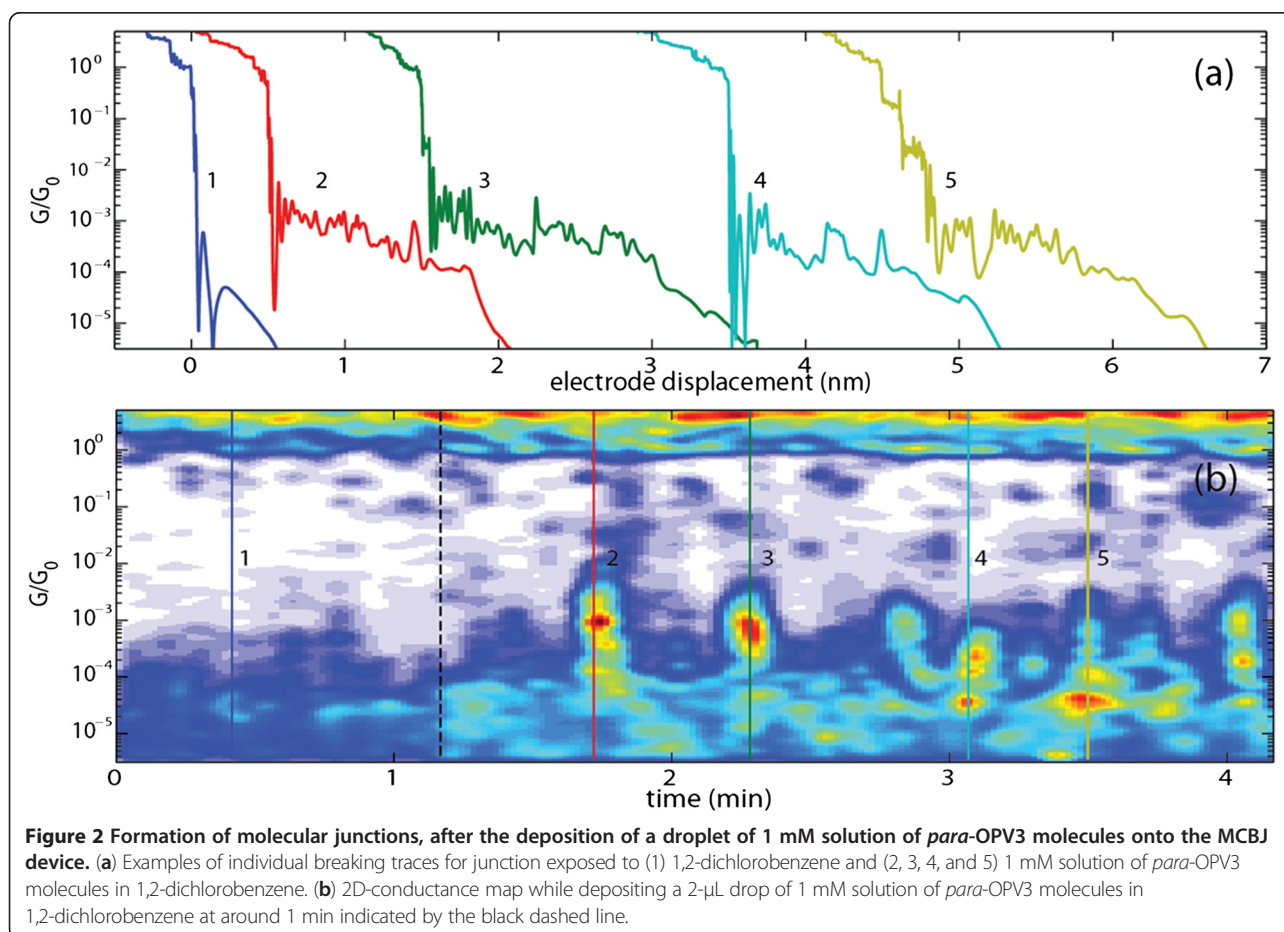 (a)
10⁰
10⁻¹
10⁻²
10⁻³
10⁻⁴
10⁻⁵
G/G₀
1
2
3
4
5
0 1 2 3 4 5 6 7
electrode displacement (nm)
(b)
10⁰
10⁻¹
10⁻²
10⁻³
10⁻⁴
10⁻⁵
G/G₀
1
2
3
4
5
0 1 2 3 4
time (min)
Figure 2 Formation of molecular junctions, after the deposition of a droplet of 1 mM solution of para-OPV3 molecules onto the MCBJ
device. (a) Examples of individual breaking traces for junction exposed to (1) 1,2-dichlorobenzene and (2, 3, 4, and 5) 1 mM solution of para-OPV3
molecules in 1,2-dichlorobenzene. (b) 2D-conductance map while depositing a 2-μL drop of 1 mM solution of para-OPV3 molecules in
1,2-dichlorobenzene at around 1 min indicated by the black dashed line.